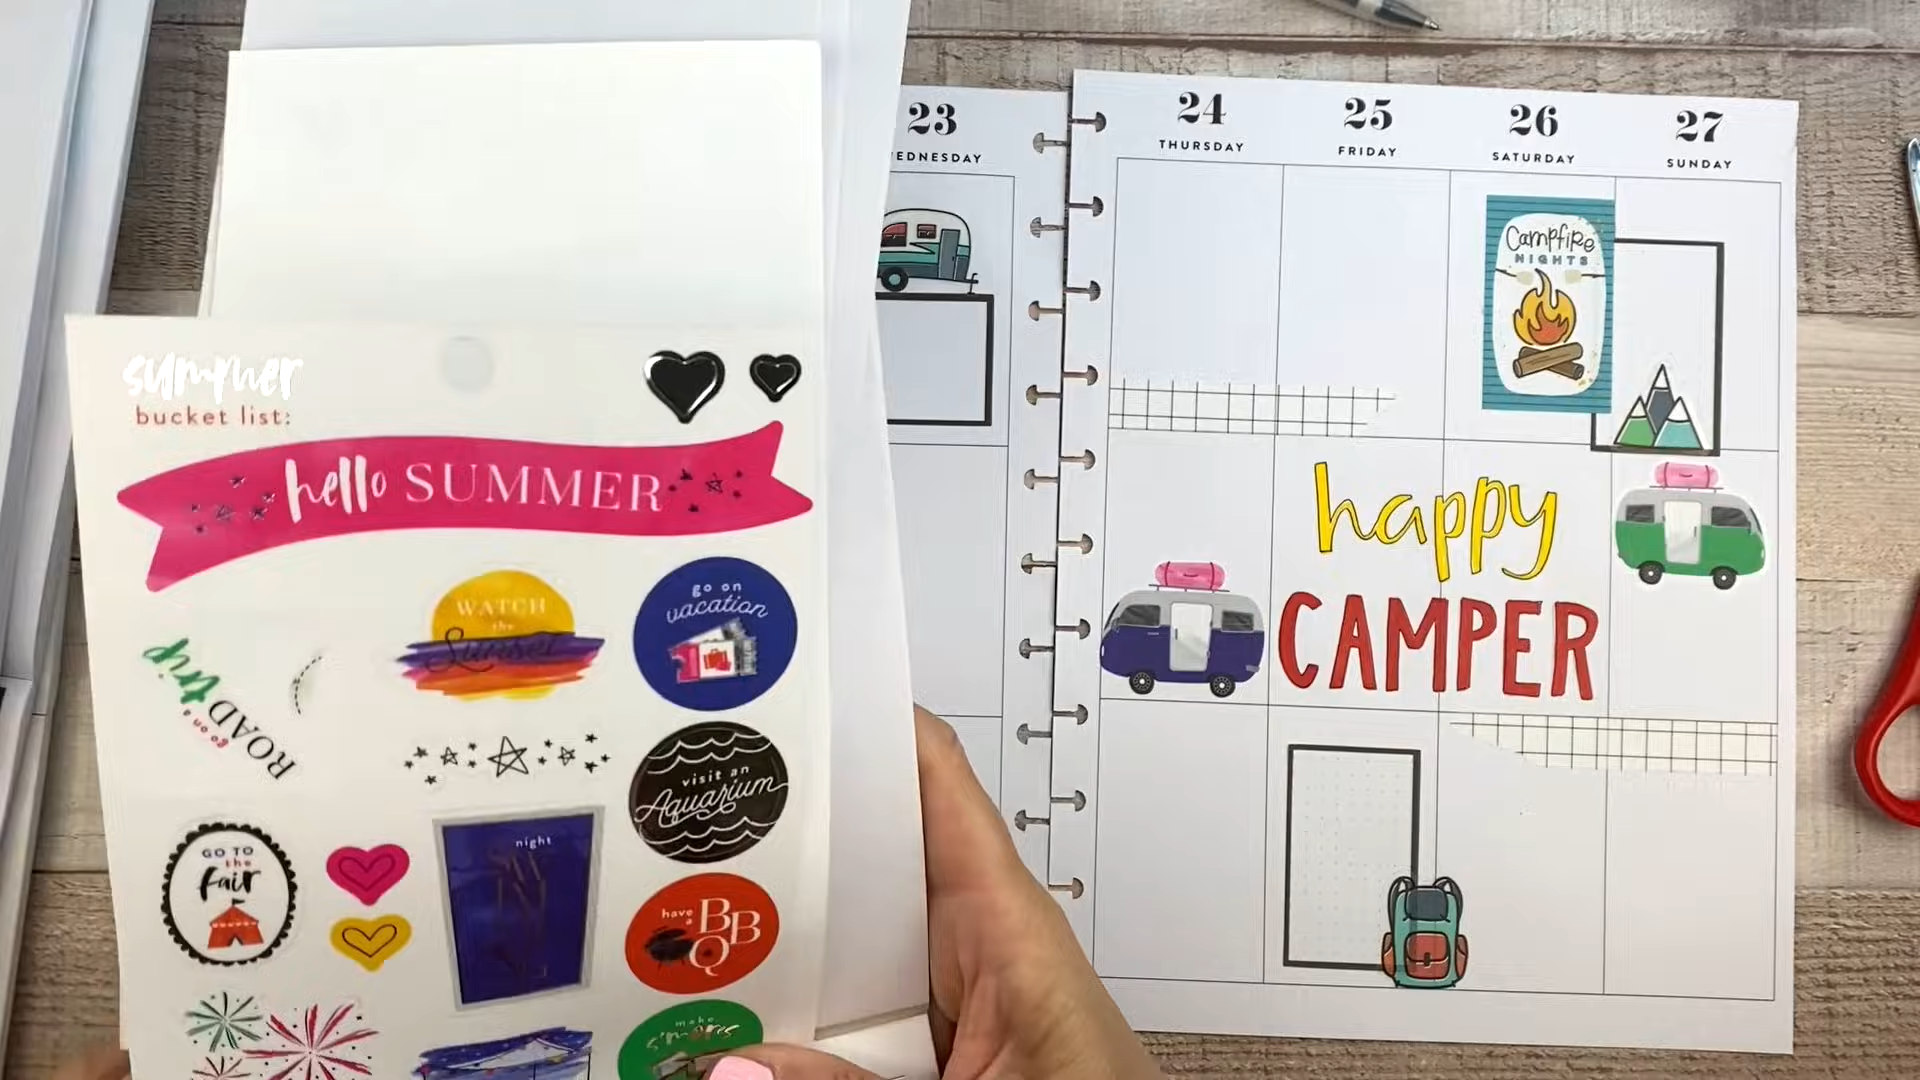 summer
bucket list:
hello SUMMER
WATCH
the
Sunset
go on
vacation
go on a
ROAD
trip
visit an
Aquarium
GO TO
the
fair
night
have
a
BBQ
make
s'mores
23
EDNESDAY
24
THURSDAY
25
FRIDAY
26
SATURDAY
27
SUNDAY
Campfire
NIGHTS
happy
CAMPER